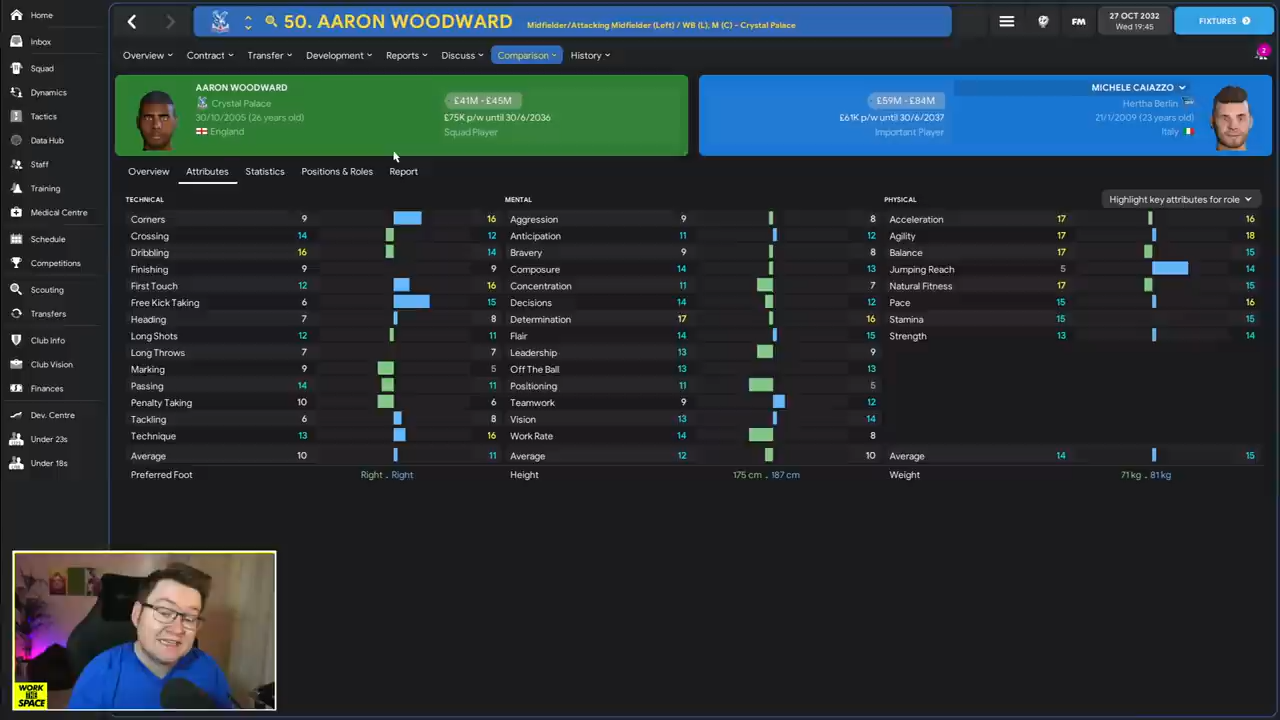 Home
Inbox
Squad
Dynamics
Tactics
Data Hub
Staff
Training
Medical Centre
Schedule
Competitions
Scouting
Transfers
Club Info
Club Vision
Finances
Dev. Centre
Under 23s
Under 18s
50. AARON WOODWARD Midfielder/Attacking Midfielder (Left) / WB (L), M (C) - Crystal Palace
FM
27 OCT 2032
Wed 19:45
FIXTURES
2
Overview Contract Transfer Development Reports Discuss Comparison History
AARON WOODWARD
Crystal Palace
30/10/2005 (26 years old)
England
£41M - £45M
£75K p/w until 30/6/2036
Squad Player
£59M - £84M
£61K p/w until 30/6/2037
Important Player
MICHELE CAIAZZO
Hertha Berlin
21/1/2009 (23 years old)
Italy
Overview Attributes Statistics Positions & Roles Report
Highlight key attributes for role
TECHNICAL
Corners 9 16
Crossing 14 12
Dribbling 16 14
Finishing 9 9
First Touch 12 16
Free Kick Taking 6 15
Heading 7 8
Long Shots 12 11
Long Throws 7 7
Marking 9 5
Passing 14 11
Penalty Taking 10 6
Tackling 6 8
Technique 13 16
Average 10 11
Preferred Foot Right . Right
MENTAL
Aggression 9 8
Anticipation 11 12
Bravery 9 8
Composure 14 13
Concentration 11 7
Decisions 14 12
Determination 17 16
Flair 14 15
Leadership 13 9
Off The Ball 13 13
Positioning 11 5
Teamwork 9 12
Vision 13 14
Work Rate 14 8
Average 12 10
Height 175 cm . 187 cm
PHYSICAL
Acceleration 17 16
Agility 17 18
Balance 17 15
Jumping Reach 5 14
Natural Fitness 17 15
Pace 15 16
Stamina 15 15
Strength 13 14
Average 14 15
Weight 71 kg . 81 kg
WORK
THE
SPACE